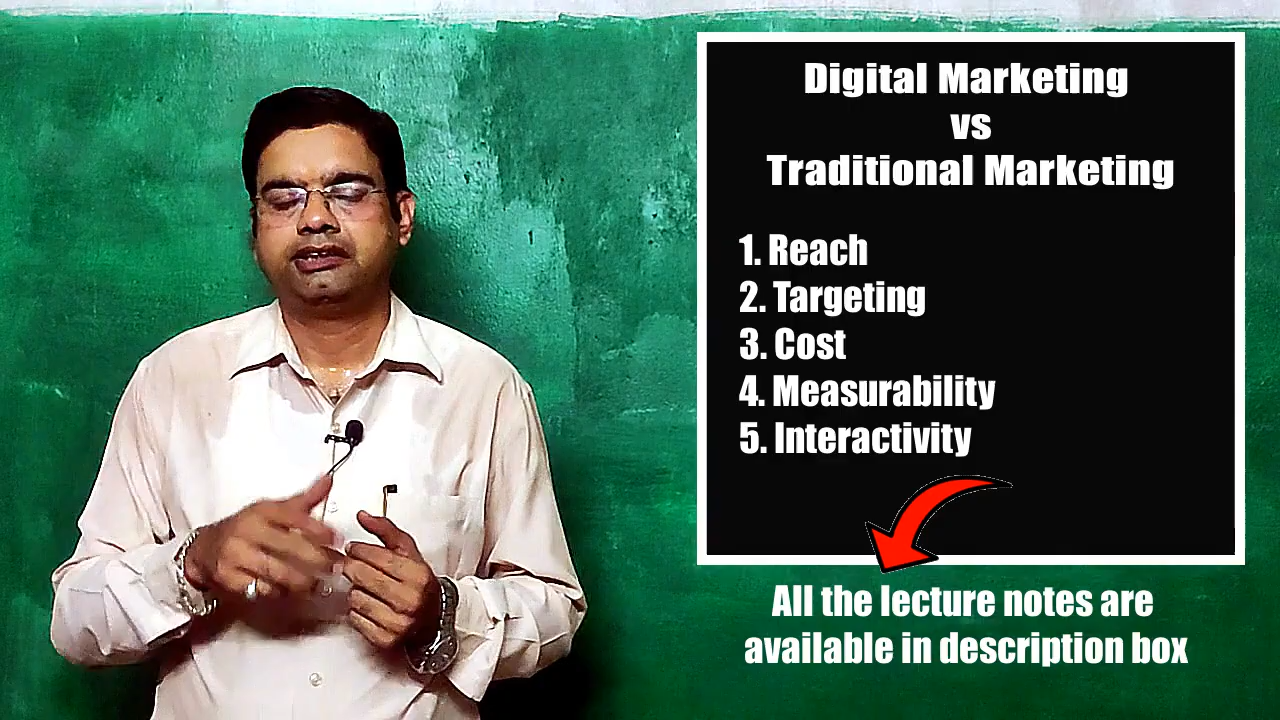 Digital Marketing
vs
Traditional Marketing
1. Reach
2. Targeting
3. Cost
4. Measurability
5. Interactivity
All the lecture notes are
available in description box